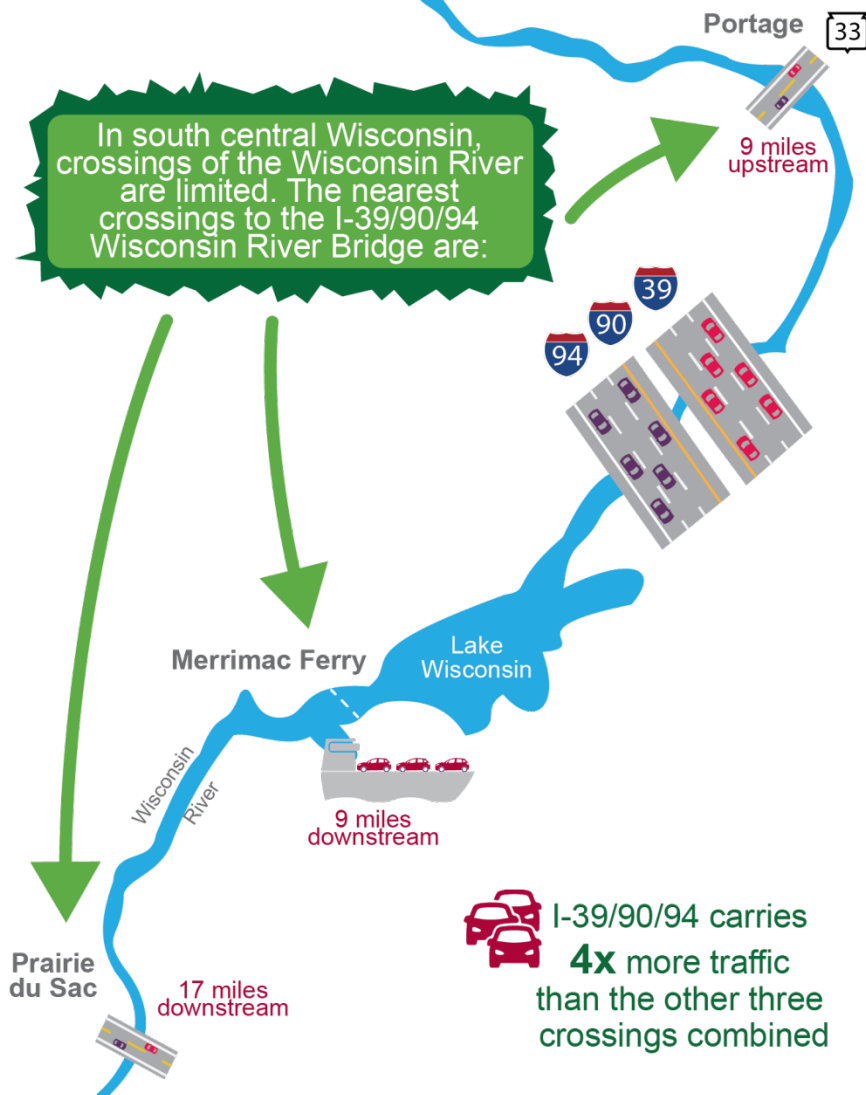 Portage
33
9 miles
upstream
In south central Wisconsin,
crossings of the Wisconsin River
are limited. The nearest
crossings to the I-39/90/94
Wisconsin River Bridge are:
39
90
94
Lake
Wisconsin
Merrimac Ferry
Wisconsin
River
9 miles
downstream
I-39/90/94 carries
4x more traffic
than the other three
crossings combined
Prairie
du Sac
17 miles
downstream